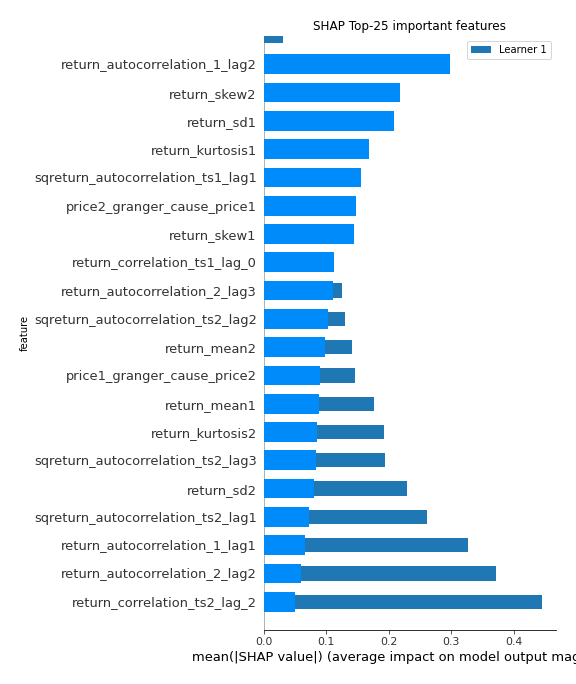 SHAP Top-25 important features
Learner 1
return_autocorrelation_1_lag2
return_skew2
return_sd1
return_kurtosis1
sqreturn_autocorrelation_ts1_lag1
price2_granger_cause_price1
return_skew1
return_correlation_ts1_lag_0
return_autocorrelation_2_lag3
sqreturn_autocorrelation_ts2_lag2
return_mean2
price1_granger_cause_price2
return_mean1
return_kurtosis2
sqreturn_autocorrelation_ts2_lag3
return_sd2
sqreturn_autocorrelation_ts2_lag1
return_autocorrelation_1_lag1
return_autocorrelation_2_lag2
return_correlation_ts2_lag_2
feature
0.0 0.1 0.2 0.3 0.4
mean(|SHAP value|) (average impact on model output mag